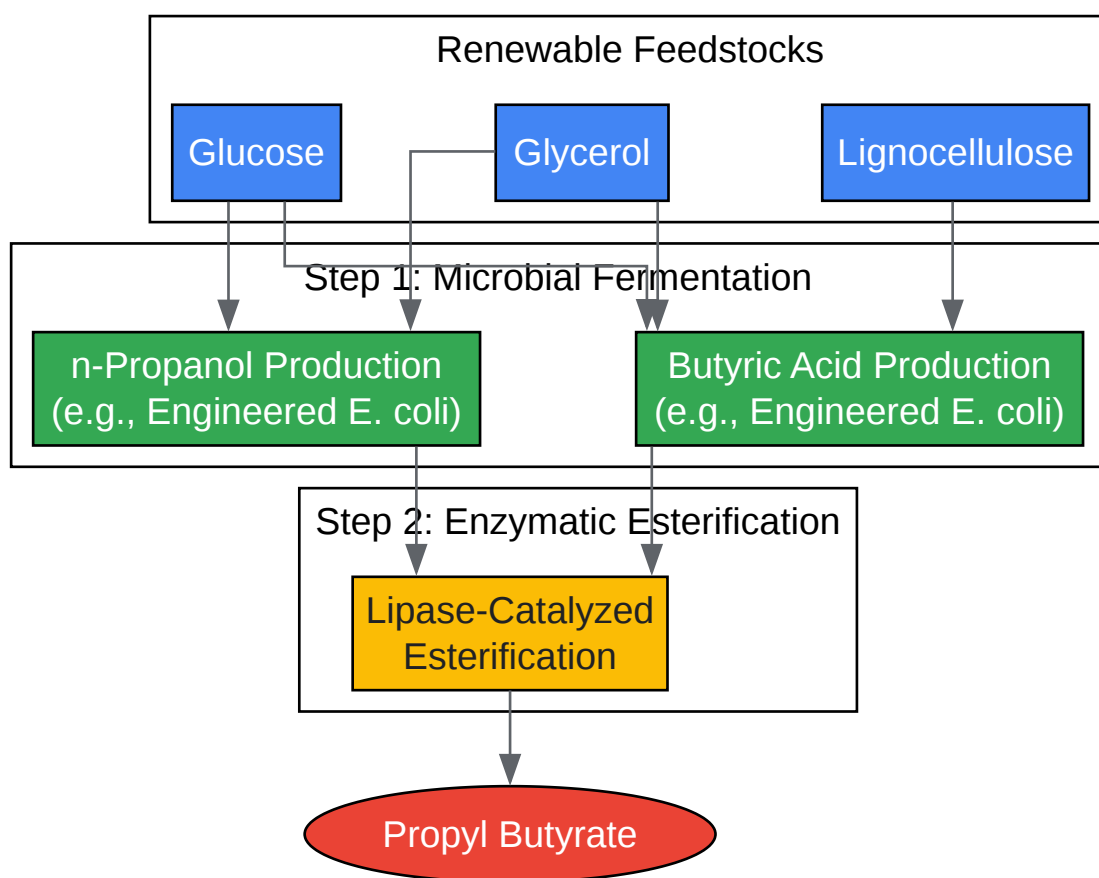 Renewable Feedstocks
Glucose
Glycerol
Lignocellulose
Step 1: Microbial Fermentation
n-Propanol Production
(e.g., Engineered E. coli)
Butyric Acid Production
(e.g., Engineered E. coli)
Step 2: Enzymatic Esterification
Lipase-Catalyzed
Esterification
Propyl Butyrate